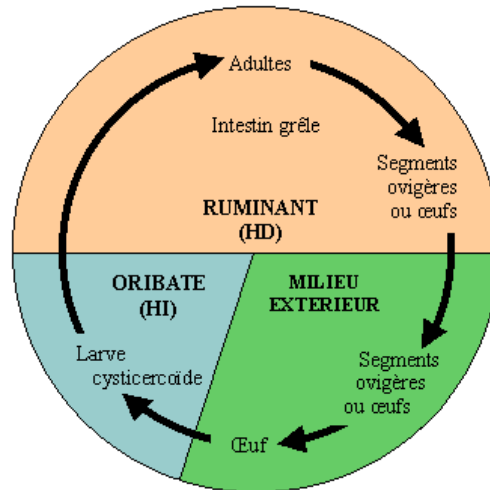 Adultes
Intestin grêle
Segments
ovigères
ou œufs
RUMINANT
(HD)
ORIBATE
(HI)
MILIEU
EXTERIEUR
Larve
cysticercoïde
Segments
ovigères
ou œufs
Œuf